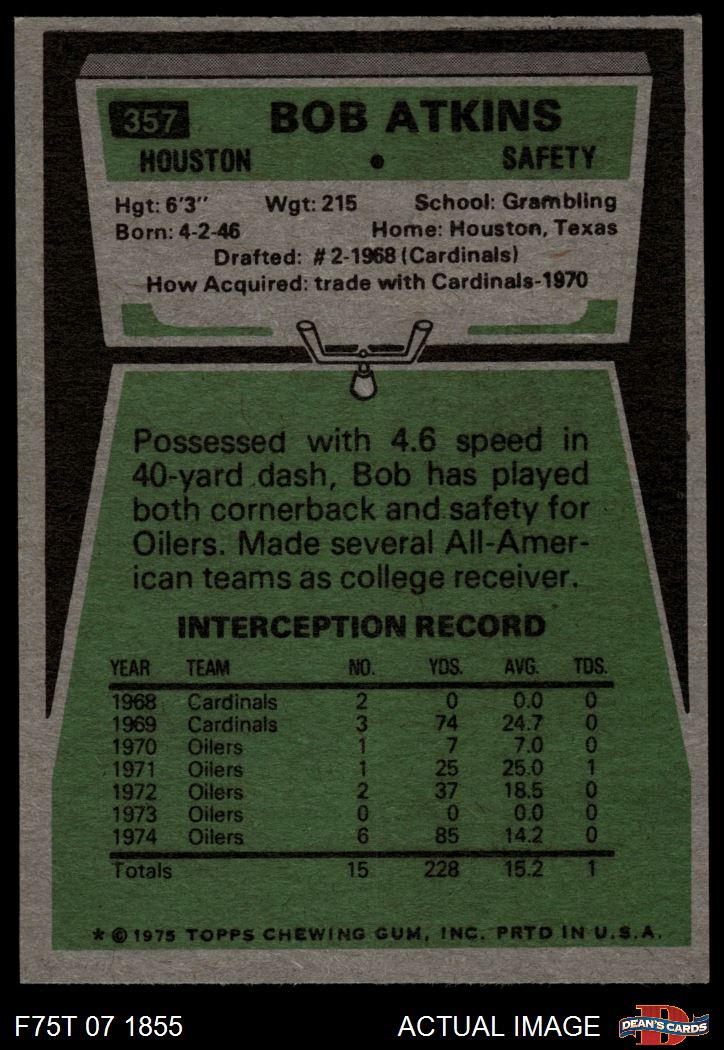 357 BOB ATKINS
HOUSTON • SAFETY
Hgt: 6'3" Wgt: 215 School: Grambling
Born: 4-2-46 Home: Houston, Texas
Drafted: #2-1968 (Cardinals)
How Acquired: trade with Cardinals-1970
Possessed with 4.6 speed in
40-yard dash, Bob has played
both cornerback and safety for
Oilers. Made several All-Amer-
ican teams as college receiver.
INTERCEPTION RECORD
YEAR TEAM NO. YDS. AVG. TDS.
1968 Cardinals 2 0 0.0 0
1969 Cardinals 3 74 24.7 0
1970 Oilers 1 7 7.0 0
1971 Oilers 1 25 25.0 1
1972 Oilers 2 37 18.5 0
1973 Oilers 0 0 0.0 0
1974 Oilers 6 85 14.2 0
Totals 15 228 15.2 1
* © 1975 TOPPS CHEWING GUM, INC. PRTD IN U.S.A.
F75T 07 1855 ACTUAL IMAGE D DEAN'S CARDS